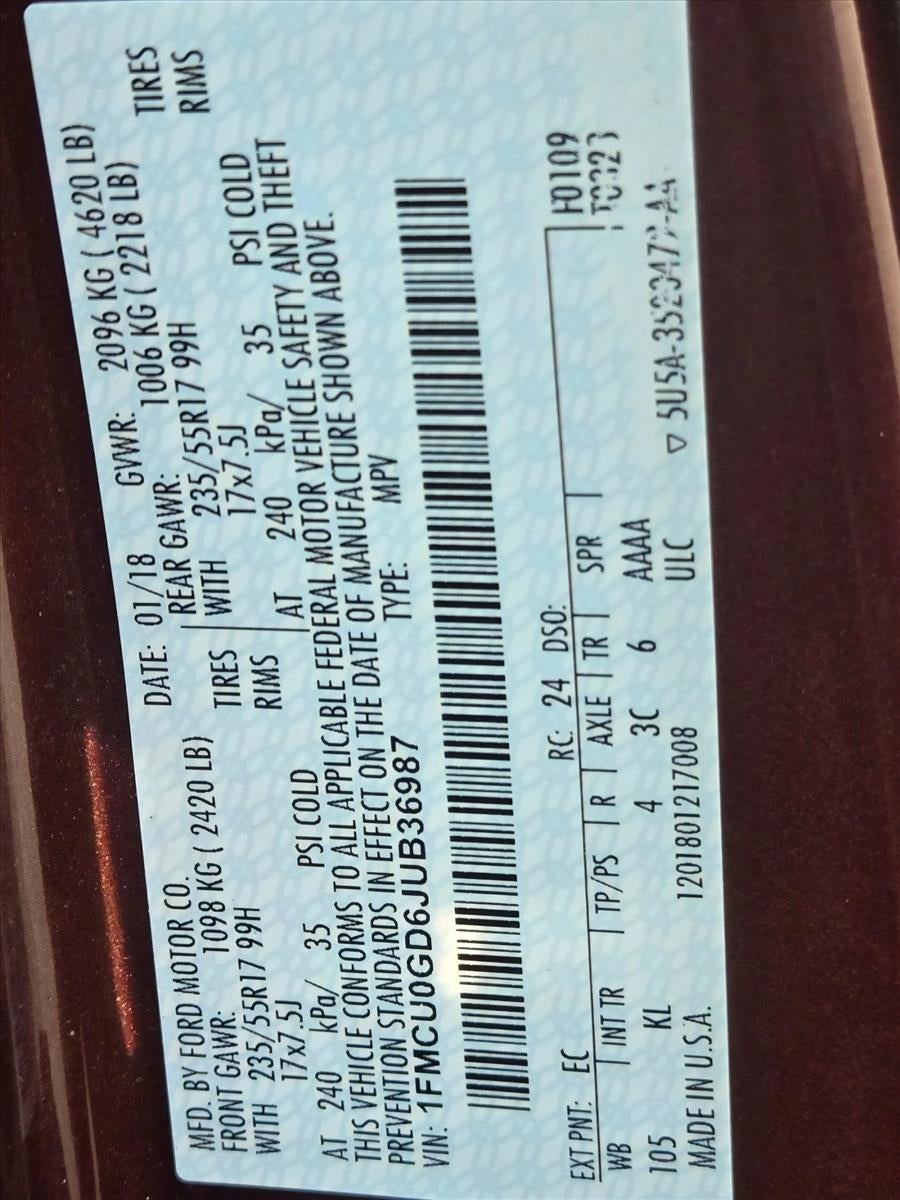 MFD. BY FORD MOTOR CO. DATE: 01/18 GVWR: 2096 KG ( 4620 LB)
FRONT GAWR: 1098 KG ( 2420 LB) REAR GAWR: 1006 KG ( 2218 LB)
WITH 235/55R17 99H TIRES WITH 235/55R17 99H TIRES
17x7.5J RIMS 17x7.5J RIMS
AT 240 kPa/ 35 PSI COLD AT 240 kPa/ 35 PSI COLD
THIS VEHICLE CONFORMS TO ALL APPLICABLE FEDERAL MOTOR VEHICLE SAFETY AND THEFT
PREVENTION STANDARDS IN EFFECT ON THE DATE OF MANUFACTURE SHOWN ABOVE.
VIN: 1FMCU0GD6JUB36987 TYPE: MPV
EXT PNT: EC RC: 24 DSO: F0109
WB INT TR TP/PS R AXLE TR SPR
105 KL 4 3C 6 AAAA
MADE IN U.S.A. 12018012171008 ULC